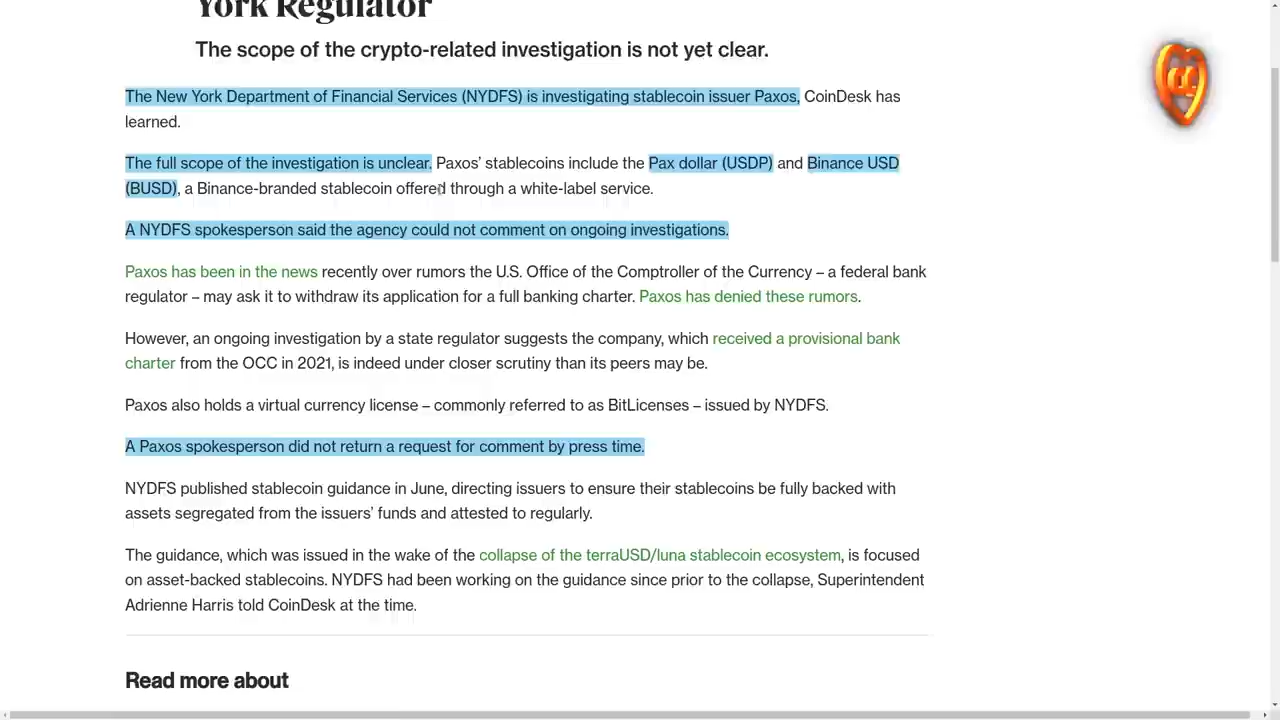 York Regulator
The scope of the crypto-related investigation is not yet clear.
The New York Department of Financial Services (NYDFS) is investigating stablecoin issuer Paxos, CoinDesk has
learned.
The full scope of the investigation is unclear. Paxos’ stablecoins include the Pax dollar (USDP) and Binance USD
(BUSD), a Binance-branded stablecoin offered through a white-label service.
A NYDFS spokesperson said the agency could not comment on ongoing investigations.
Paxos has been in the news recently over rumors the U.S. Office of the Comptroller of the Currency – a federal bank
regulator – may ask it to withdraw its application for a full banking charter. Paxos has denied these rumors.
However, an ongoing investigation by a state regulator suggests the company, which received a provisional bank
charter from the OCC in 2021, is indeed under closer scrutiny than its peers may be.
Paxos also holds a virtual currency license – commonly referred to as BitLicenses – issued by NYDFS.
A Paxos spokesperson did not return a request for comment by press time.
NYDFS published stablecoin guidance in June, directing issuers to ensure their stablecoins be fully backed with
assets segregated from the issuers’ funds and attested to regularly.
The guidance, which was issued in the wake of the collapse of the terraUSD/luna stablecoin ecosystem, is focused
on asset-backed stablecoins. NYDFS had been working on the guidance since prior to the collapse, Superintendent
Adrienne Harris told CoinDesk at the time.
Read more about